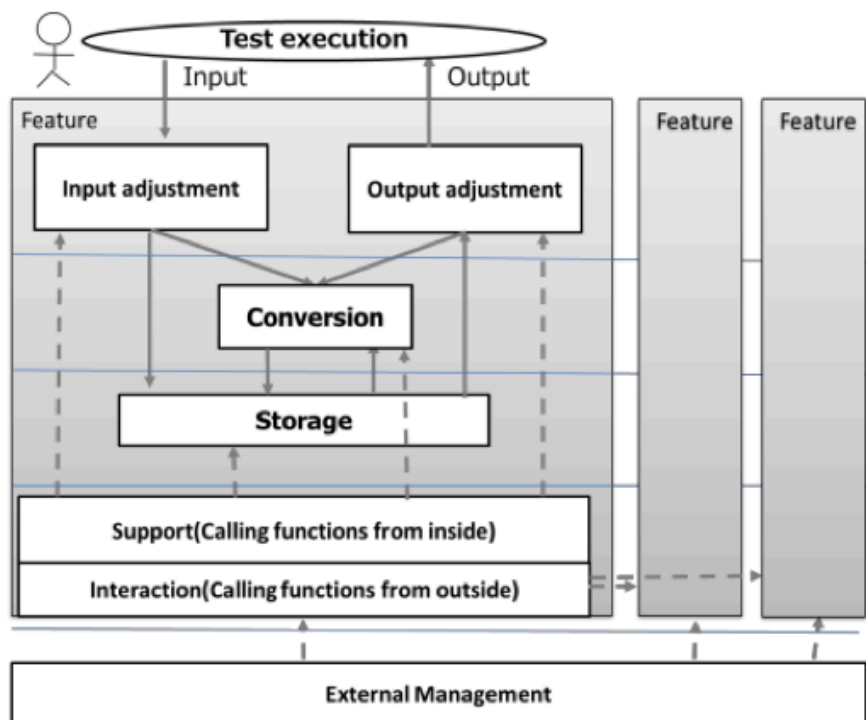 Test execution
Input
Output
Feature
Feature
Feature
Input adjustment
Output adjustment
Conversion
Storage
Support(Calling functions from inside)
Interaction(Calling functions from outside)
External Management